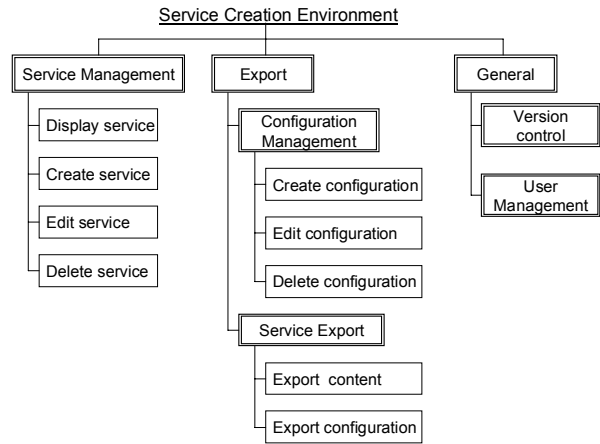 Service Creation Environment
Service Management
Display service
Create service
Edit service
Delete service
Export
Configuration
Management
Create configuration
Edit configuration
Delete configuration
Service Export
Export content
Export configuration
General
Version
control
User
Management